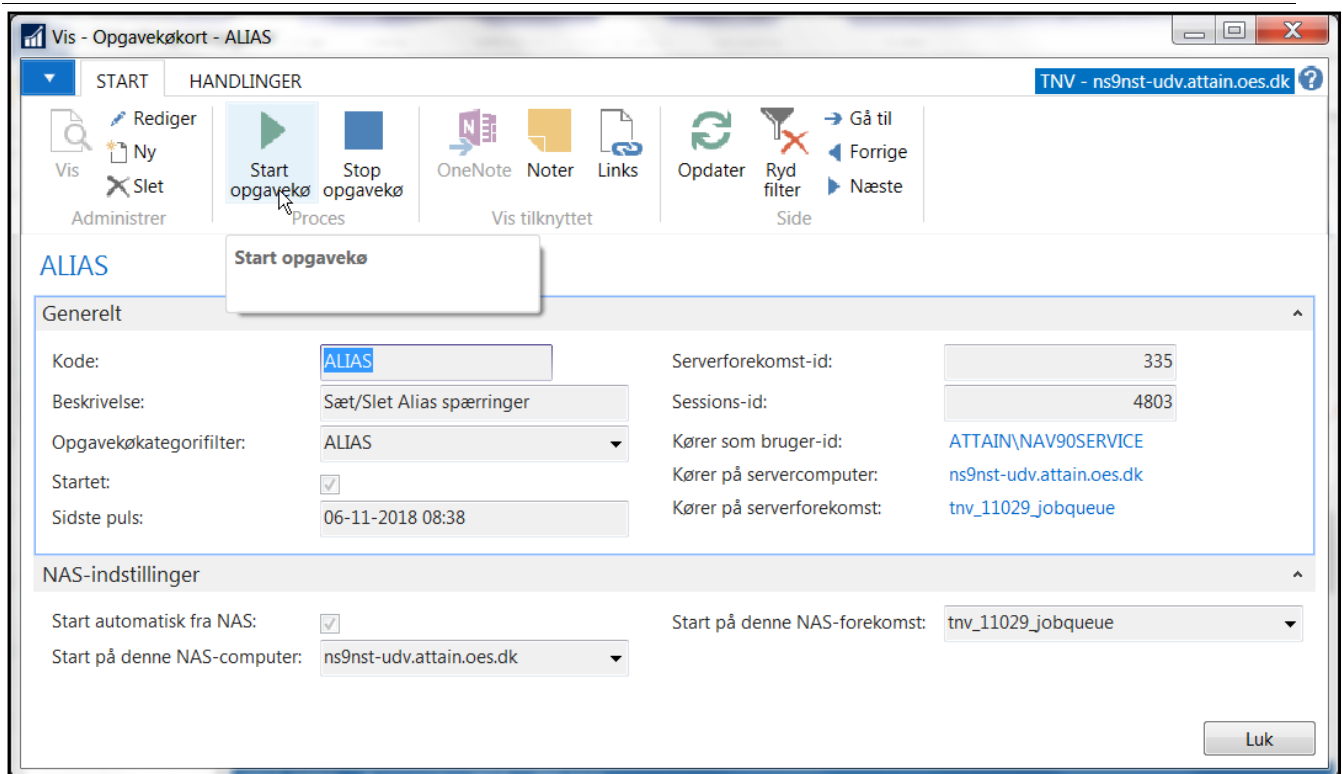 Vis - Opgavekøkort - ALIAS
START HANDLINGER TNV - ns9nst-udv.attain.oes.dk
Vis
Rediger
Ny
Slet
Administrer
Start opgavekø
Stop opgavekø
Proces
OneNote Noter Links
Vis tilknyttet
Opdater
Ryd filter
Gå til
Forrige
Næste
Side
Start opgavekø
ALIAS
Generelt
Kode: ALIAS
Beskrivelse: Sæt/Slet Alias spærringer
Opgavekøkategorifilter: ALIAS
Startet:
Sidste puls: 06-11-2018 08:38
Serverforekomst-id: 335
Sessions-id: 4803
Kører som bruger-id: ATTAIN\NAV90SERVICE
Kører på servercomputer: ns9nst-udv.attain.oes.dk
Kører på serverforekomst: tnv_11029_jobqueue
NAS-indstillinger
Start automatisk fra NAS:
Start på denne NAS-computer: ns9nst-udv.attain.oes.dk
Start på denne NAS-forekomst: tnv_11029_jobqueue
Luk